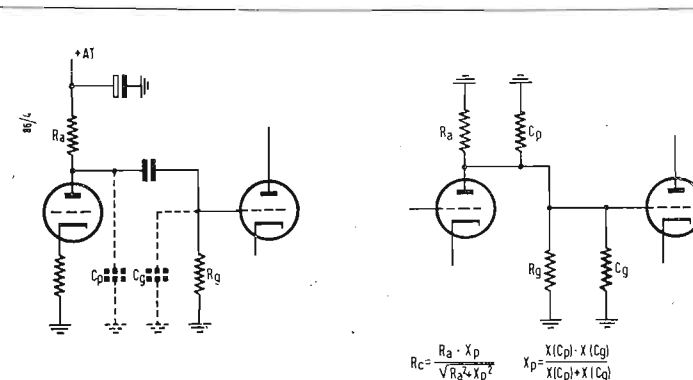 +AT
86/4
Ra
Cp
Cg
Rg
Ra
Cp
Rg
Cg
Rc = Ra · Xp / √Ra²+Xp²
Xp = X(Cp) · X(Cg) / X(Cp)+X(Cg)